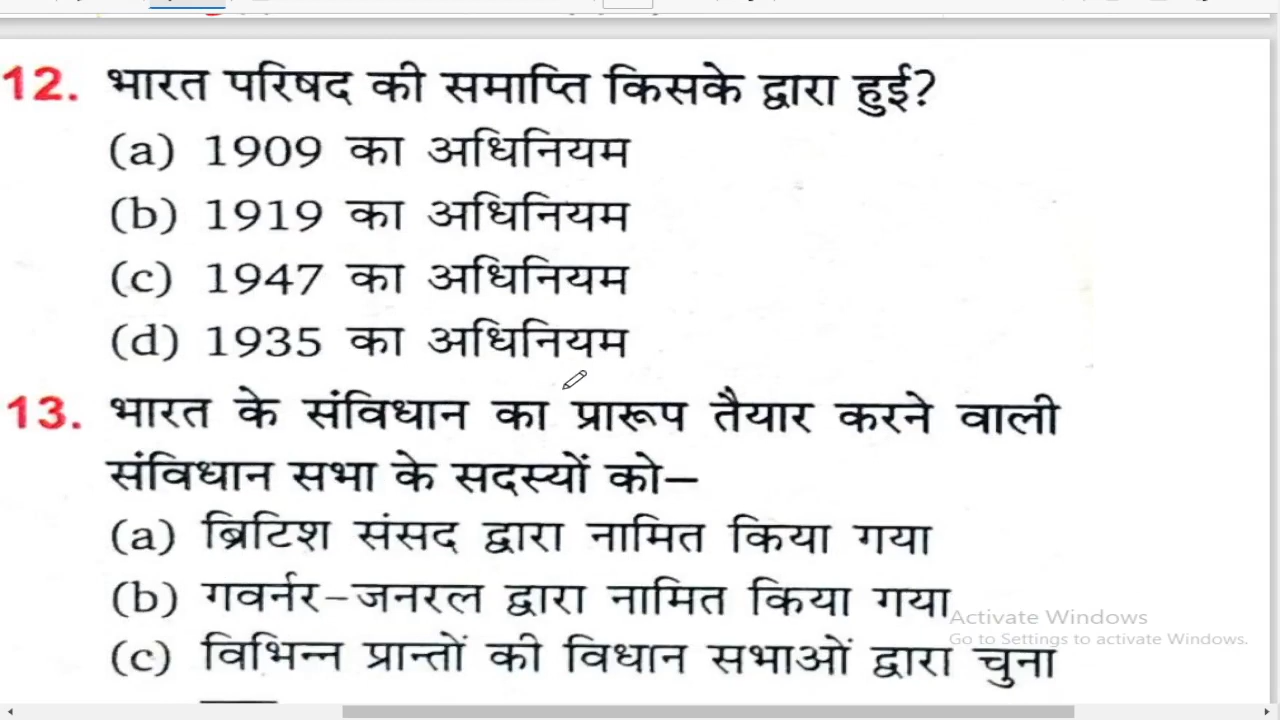 12. भारत परिषद की समाप्ति किसके द्वारा हुई?
(a) 1909 का अधिनियम
(b) 1919 का अधिनियम
(c) 1947 का अधिनियम
(d) 1935 का अधिनियम
13. भारत के संविधान का प्रारूप तैयार करने वाली
संविधान सभा के सदस्यों को–
(a) ब्रिटिश संसद द्वारा नामित किया गया
(b) गवर्नर-जनरल द्वारा नामित किया गया
(c) विभिन्न प्रान्तों की विधान सभाओं द्वारा चुना
Activate Windows
Go to Settings to activate Windows.